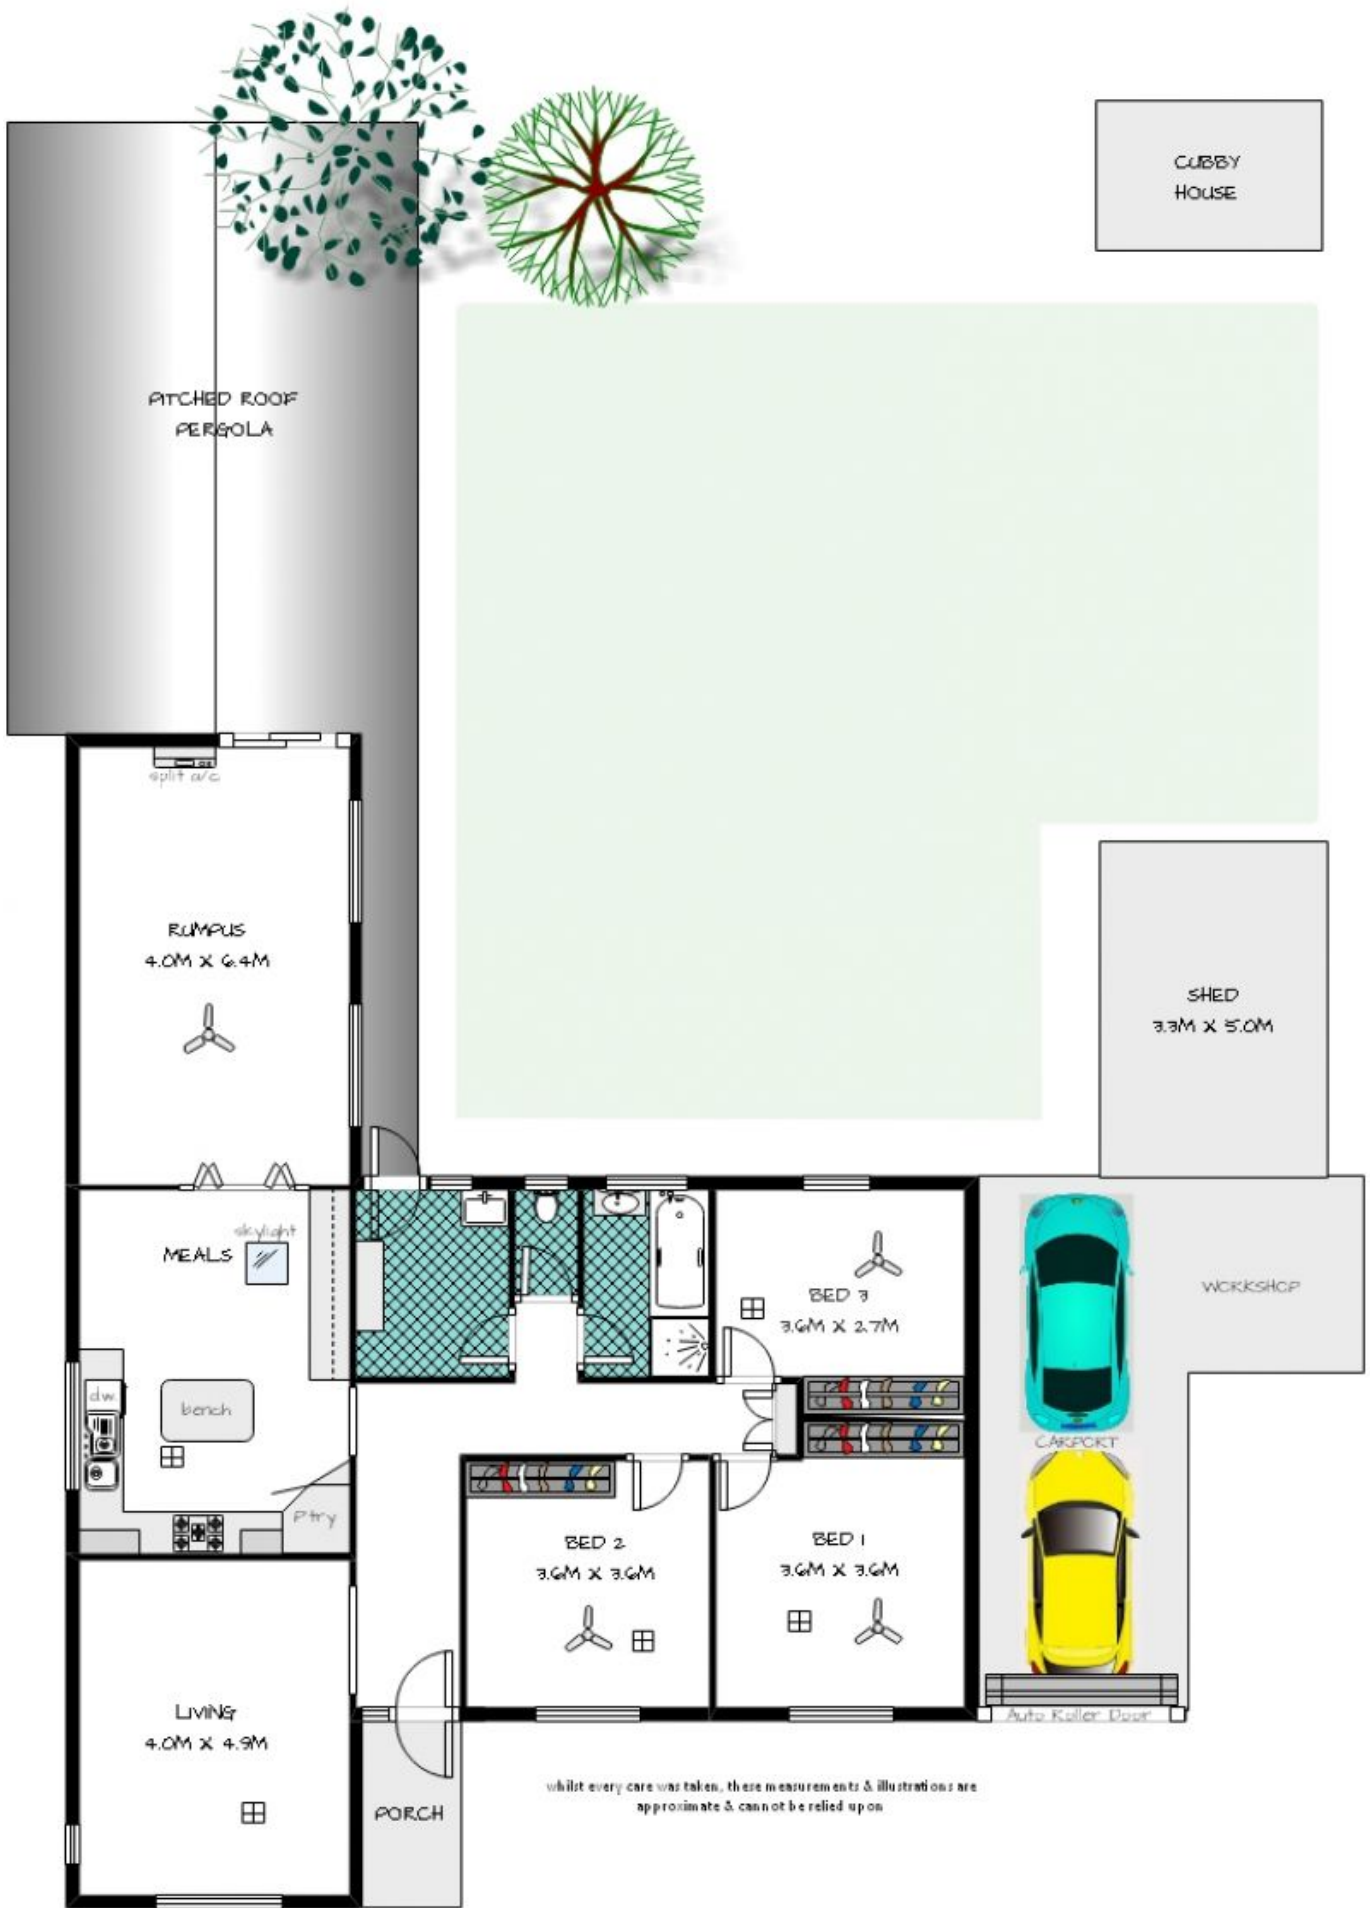 CUBBY
HOUSE
PITCHED ROOF
PERGOLA
split a/c
RUMPUS
4.0M X 6.4M
SHED
3.3M X 5.0M
skylight
MEALS
BED 3
3.6M X 2.7M
WORKSHOP
dw
bench
CARPORT
Ptry
BED 2
3.6M X 3.6M
BED 1
3.6M X 3.6M
LIVING
4.0M X 4.9M
Auto Roller Door
PORCH
whilst every care was taken, these measurements & illustrations are
approximate & cannot be relied upon